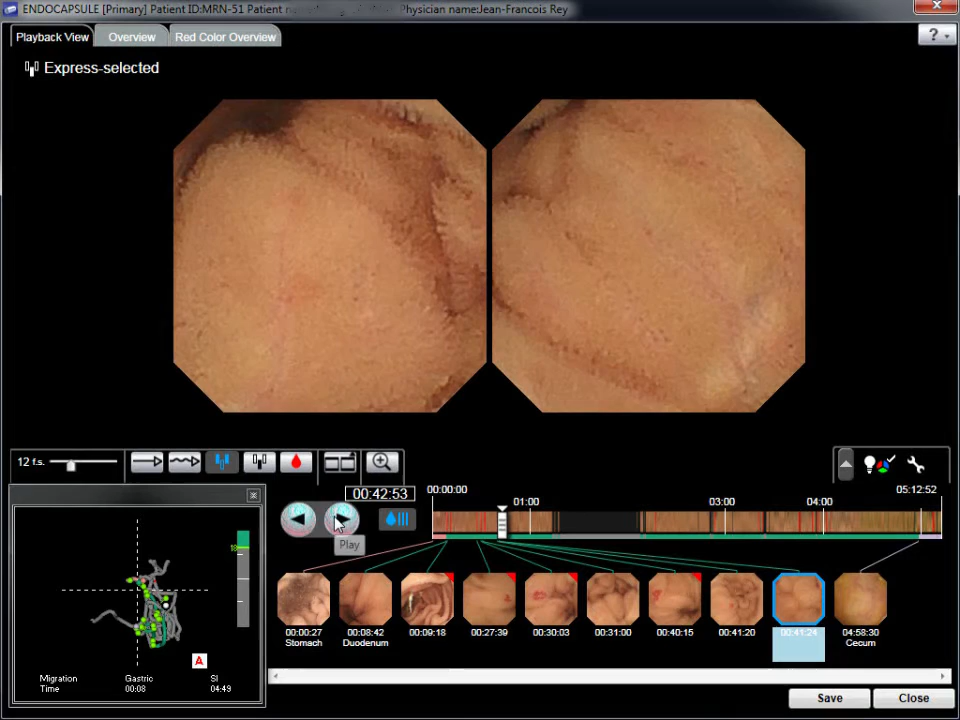 ENDOCAPSULE [Primary] Patient ID:MRN-51 Patient Physician name:Jean-Francois Rey
Playback View Overview Red Color Overview ?
Express-selected
12 f.s.
00:42:53
00:00:00 01:00 03:00 04:00 05:12:52
Play
18
00:00:27 00:08:42 00:09:18 00:27:39 00:30:03 00:31:00 00:40:15 00:41:20 00:41:24 04:58:30
Stomach Duodenum Cecum
A
Migration Gastric SI
Time 00:08 04:49
Save Close